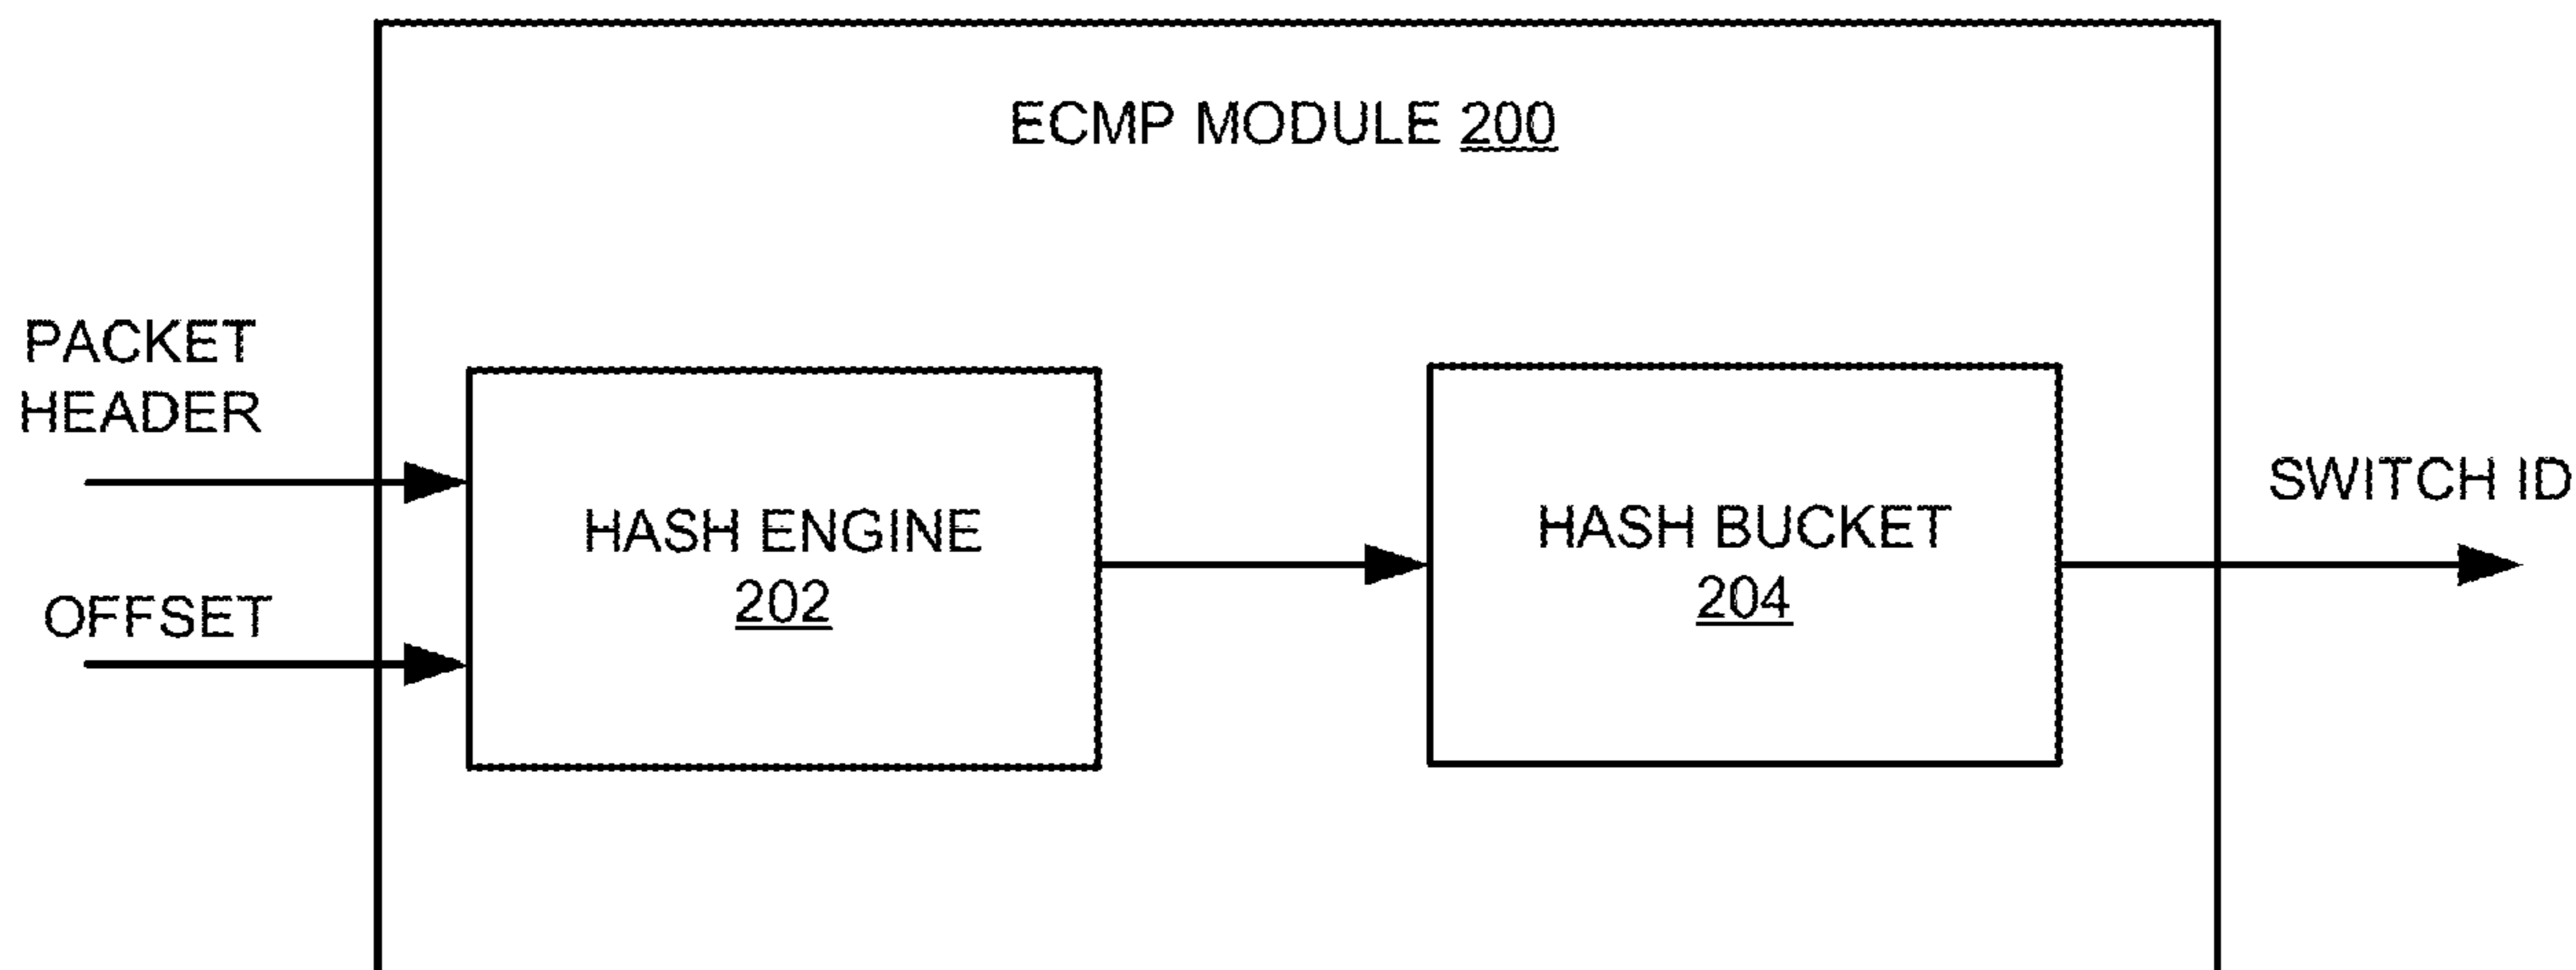 ECMP MODULE 200
PACKET
HEADER
OFFSET
HASH ENGINE
202
HASH BUCKET
204
SWITCH ID